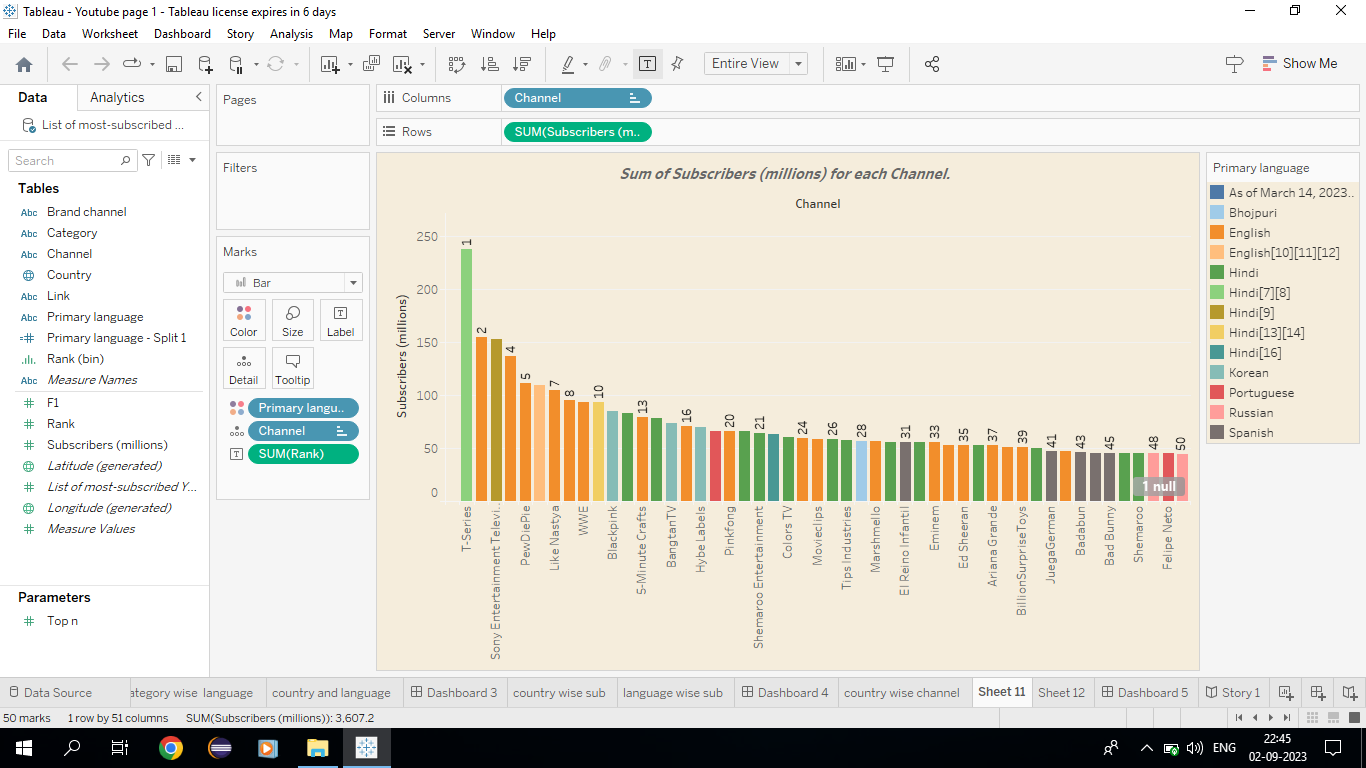 Tableau - Youtube page 1 - Tableau license expires in 6 days
File Data Worksheet Dashboard Story Analysis Map Format Server Window Help
Entire View
Show Me
Data Analytics
List of most-subscribed ...
Search
Tables
Abc Brand channel
Abc Category
Abc Channel
Country
Abc Link
Abc Primary language
=# Primary language - Split 1
Rank (bin)
Abc Measure Names
# F1
# Rank
# Subscribers (millions)
Latitude (generated)
# List of most-subscribed Y...
Longitude (generated)
# Measure Values
Parameters
# Top n
Pages
Filters
Marks
Bar
Color Size Label
Detail Tooltip
Primary langu..
Channel
SUM(Rank)
Columns Channel
Rows SUM(Subscribers (m..
Sum of Subscribers (millions) for each Channel.
Channel
Subscribers (millions)
250
200
150
100
50
0
1 2 4 5 7 8 10 13 16 20 21 24 26 28 31 33 35 37 39 41 43 45 48 50
1 null
T-Series
Sony Entertainment Televi..
PewDiePie
Like Nastya
WWE
Blackpink
5-Minute Crafts
BangtanTV
Hybe Labels
Pinkfong
Shemaroo Entertainment
Colors TV
Movieclips
Tips Industries
Marshmello
El Reino Infantil
Eminem
Ed Sheeran
Ariana Grande
BillionSurpriseToys
JuegaGerman
Badabun
Bad Bunny
Shemaroo
Felipe Neto
Primary language
As of March 14, 2023..
Bhojpuri
English
English[10][11][12]
Hindi
Hindi[7][8]
Hindi[9]
Hindi[13][14]
Hindi[16]
Korean
Portuguese
Russian
Spanish
Data Source ategory wise language country and language Dashboard 3 country wise sub language wise sub Dashboard 4 country wise channel Sheet 11 Sheet 12 Dashboard 5 Story 1
50 marks 1 row by 51 columns SUM(Subscribers (millions)): 3,607.2
ENG
22:45
02-09-2023